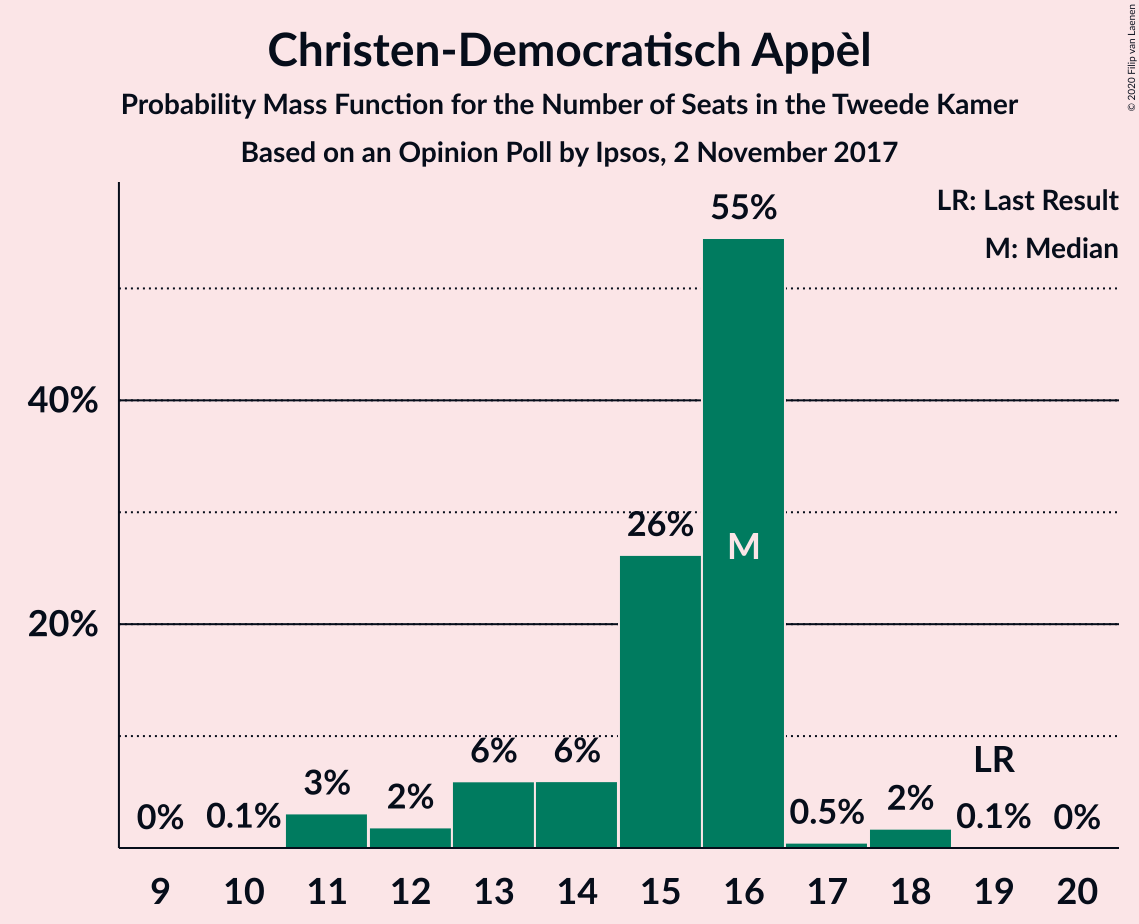 Christen-Democratisch Appèl
Probability Mass Function for the Number of Seats in the Tweede Kamer
Based on an Opinion Poll by Ipsos, 2 November 2017
© 2020 Filip van Laenen
LR: Last Result
M: Median
55%
40%
26%
M
20%
6% 6%
LR
3% 2% 2%
0% 0.1% 0.5% 0.1% 0%
9 10 11 12 13 14 15 16 17 18 19 20